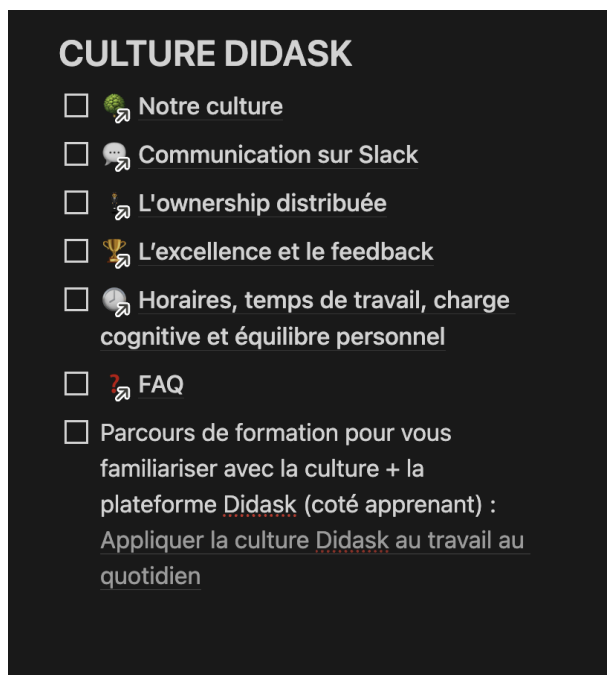 CULTURE DIDASK
Notre culture
Communication sur Slack
L'ownership distribuée
L’excellence et le feedback
Horaires, temps de travail, charge
cognitive et équilibre personnel
FAQ
Parcours de formation pour vous
familiariser avec la culture + la
plateforme Didask (coté apprenant) :
Appliquer la culture Didask au travail au
quotidien